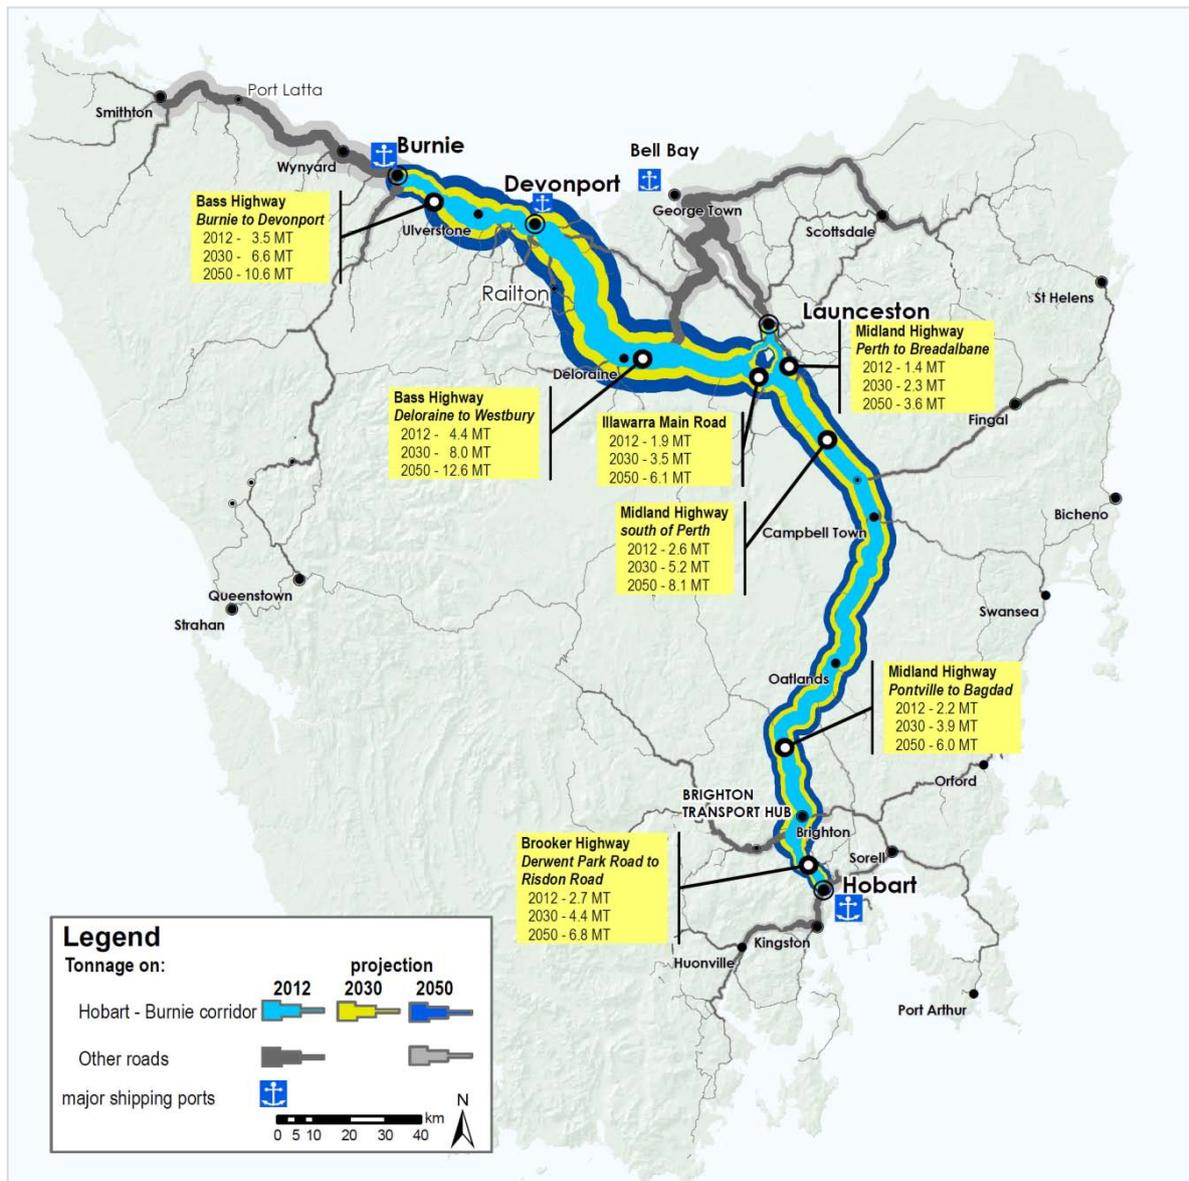 Port Latta
Smithton
Wynyard
Burnie
Bell Bay
Devonport
George Town
Scottsdale
Bass Highway
Burnie to Devonport
2012 - 3.5 MT
2030 - 6.6 MT
2050 - 10.6 MT
Ulverstone
Railton
St Helens
Launceston
Midland Highway
Perth to Breadalbane
2012 - 1.4 MT
2030 - 2.3 MT
2050 - 3.6 MT
Deloraine
Bass Highway
Deloraine to Westbury
2012 - 4.4 MT
2030 - 8.0 MT
2050 - 12.6 MT
Illawarra Main Road
2012 - 1.9 MT
2030 - 3.5 MT
2050 - 6.1 MT
Fingal
Midland Highway
south of Perth
2012 - 2.6 MT
2030 - 5.2 MT
2050 - 8.1 MT
Campbell Town
Bicheno
Queenstown
Strahan
Swansea
Oatlands
Midland Highway
Pontville to Bagdad
2012 - 2.2 MT
2030 - 3.9 MT
2050 - 6.0 MT
Orford
BRIGHTON
TRANSPORT HUB
Brighton
Brooker Highway
Derwent Park Road to
Risdon Road
2012 - 2.7 MT
2030 - 4.4 MT
2050 - 6.8 MT
Sorell
Hobart
Kingston
Huonville
Port Arthur
Legend
Tonnage on: projection
2012 2030 2050
Hobart - Burnie corridor
Other roads
major shipping ports
N
km
0 5 10 20 30 40